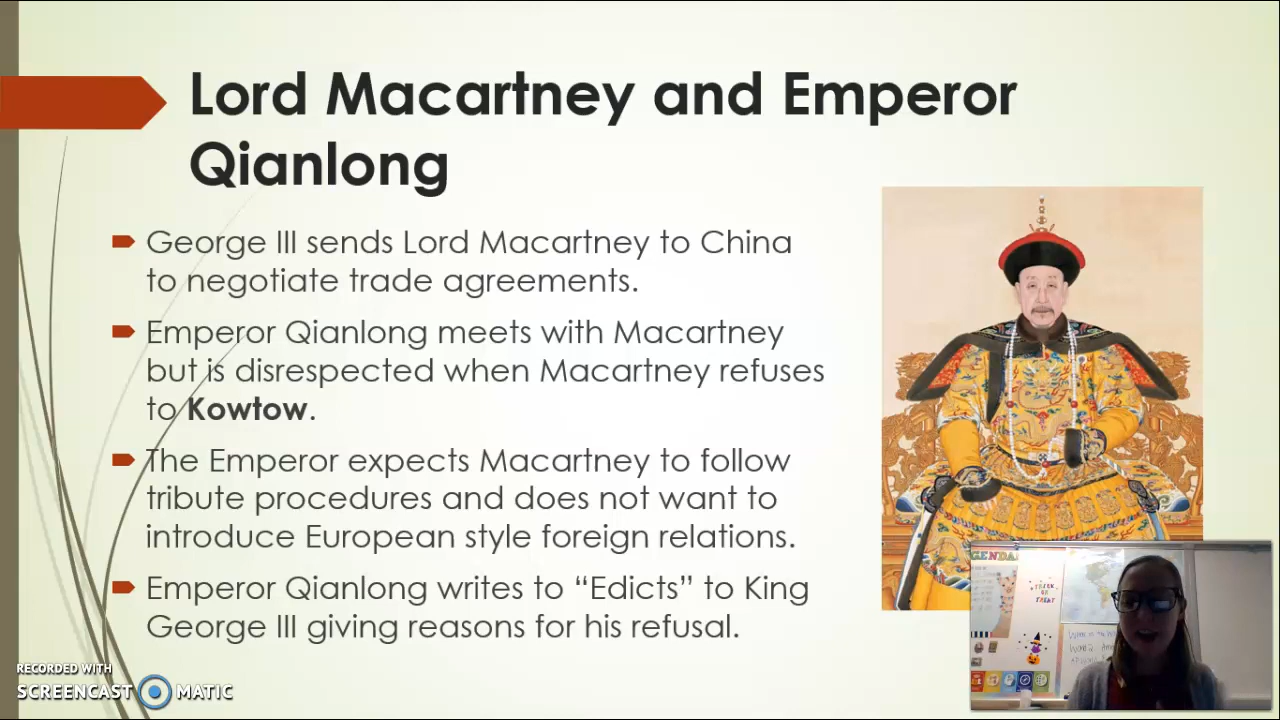 Lord Macartney and Emperor
Qianlong
George III sends Lord Macartney to China
to negotiate trade agreements.
Emperor Qianlong meets with Macartney
but is disrespected when Macartney refuses
to Kowtow.
The Emperor expects Macartney to follow
tribute procedures and does not want to
introduce European style foreign relations.
Emperor Qianlong writes to “Edicts” to King
George III giving reasons for his refusal.
RECORDED WITH
SCREENCAST MATIC
TRICK
OR
TREAT